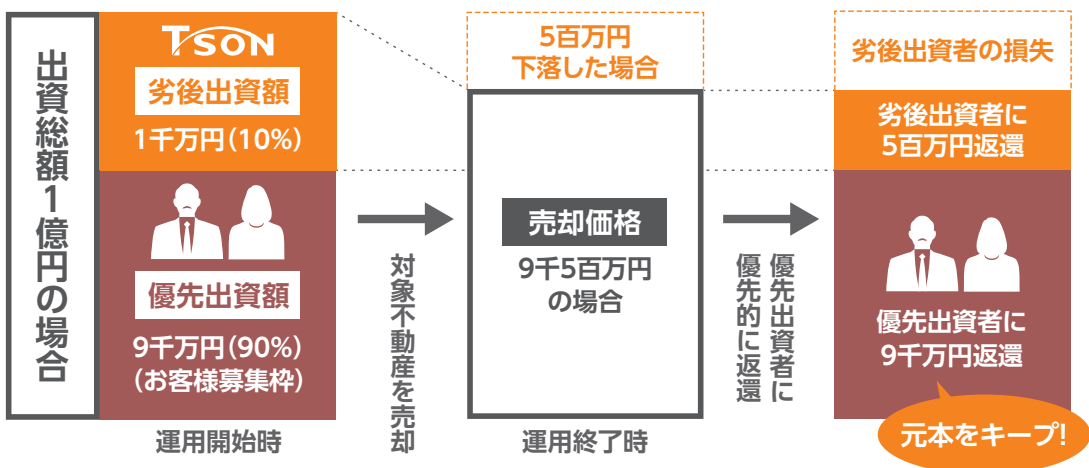 出資総額1億円の場合
TSON
劣後出資額
1千万円(10%)
優先出資額
9千万円(90%)
(お客様募集枠)
運用開始時
対象不動産を売却
5百万円
下落した場合
売却価格
9千5百万円
の場合
運用終了時
優先出資者に
優先的に返還
劣後出資者の損失
劣後出資者に
5百万円返還
優先出資者に
9千万円返還
元本をキープ!